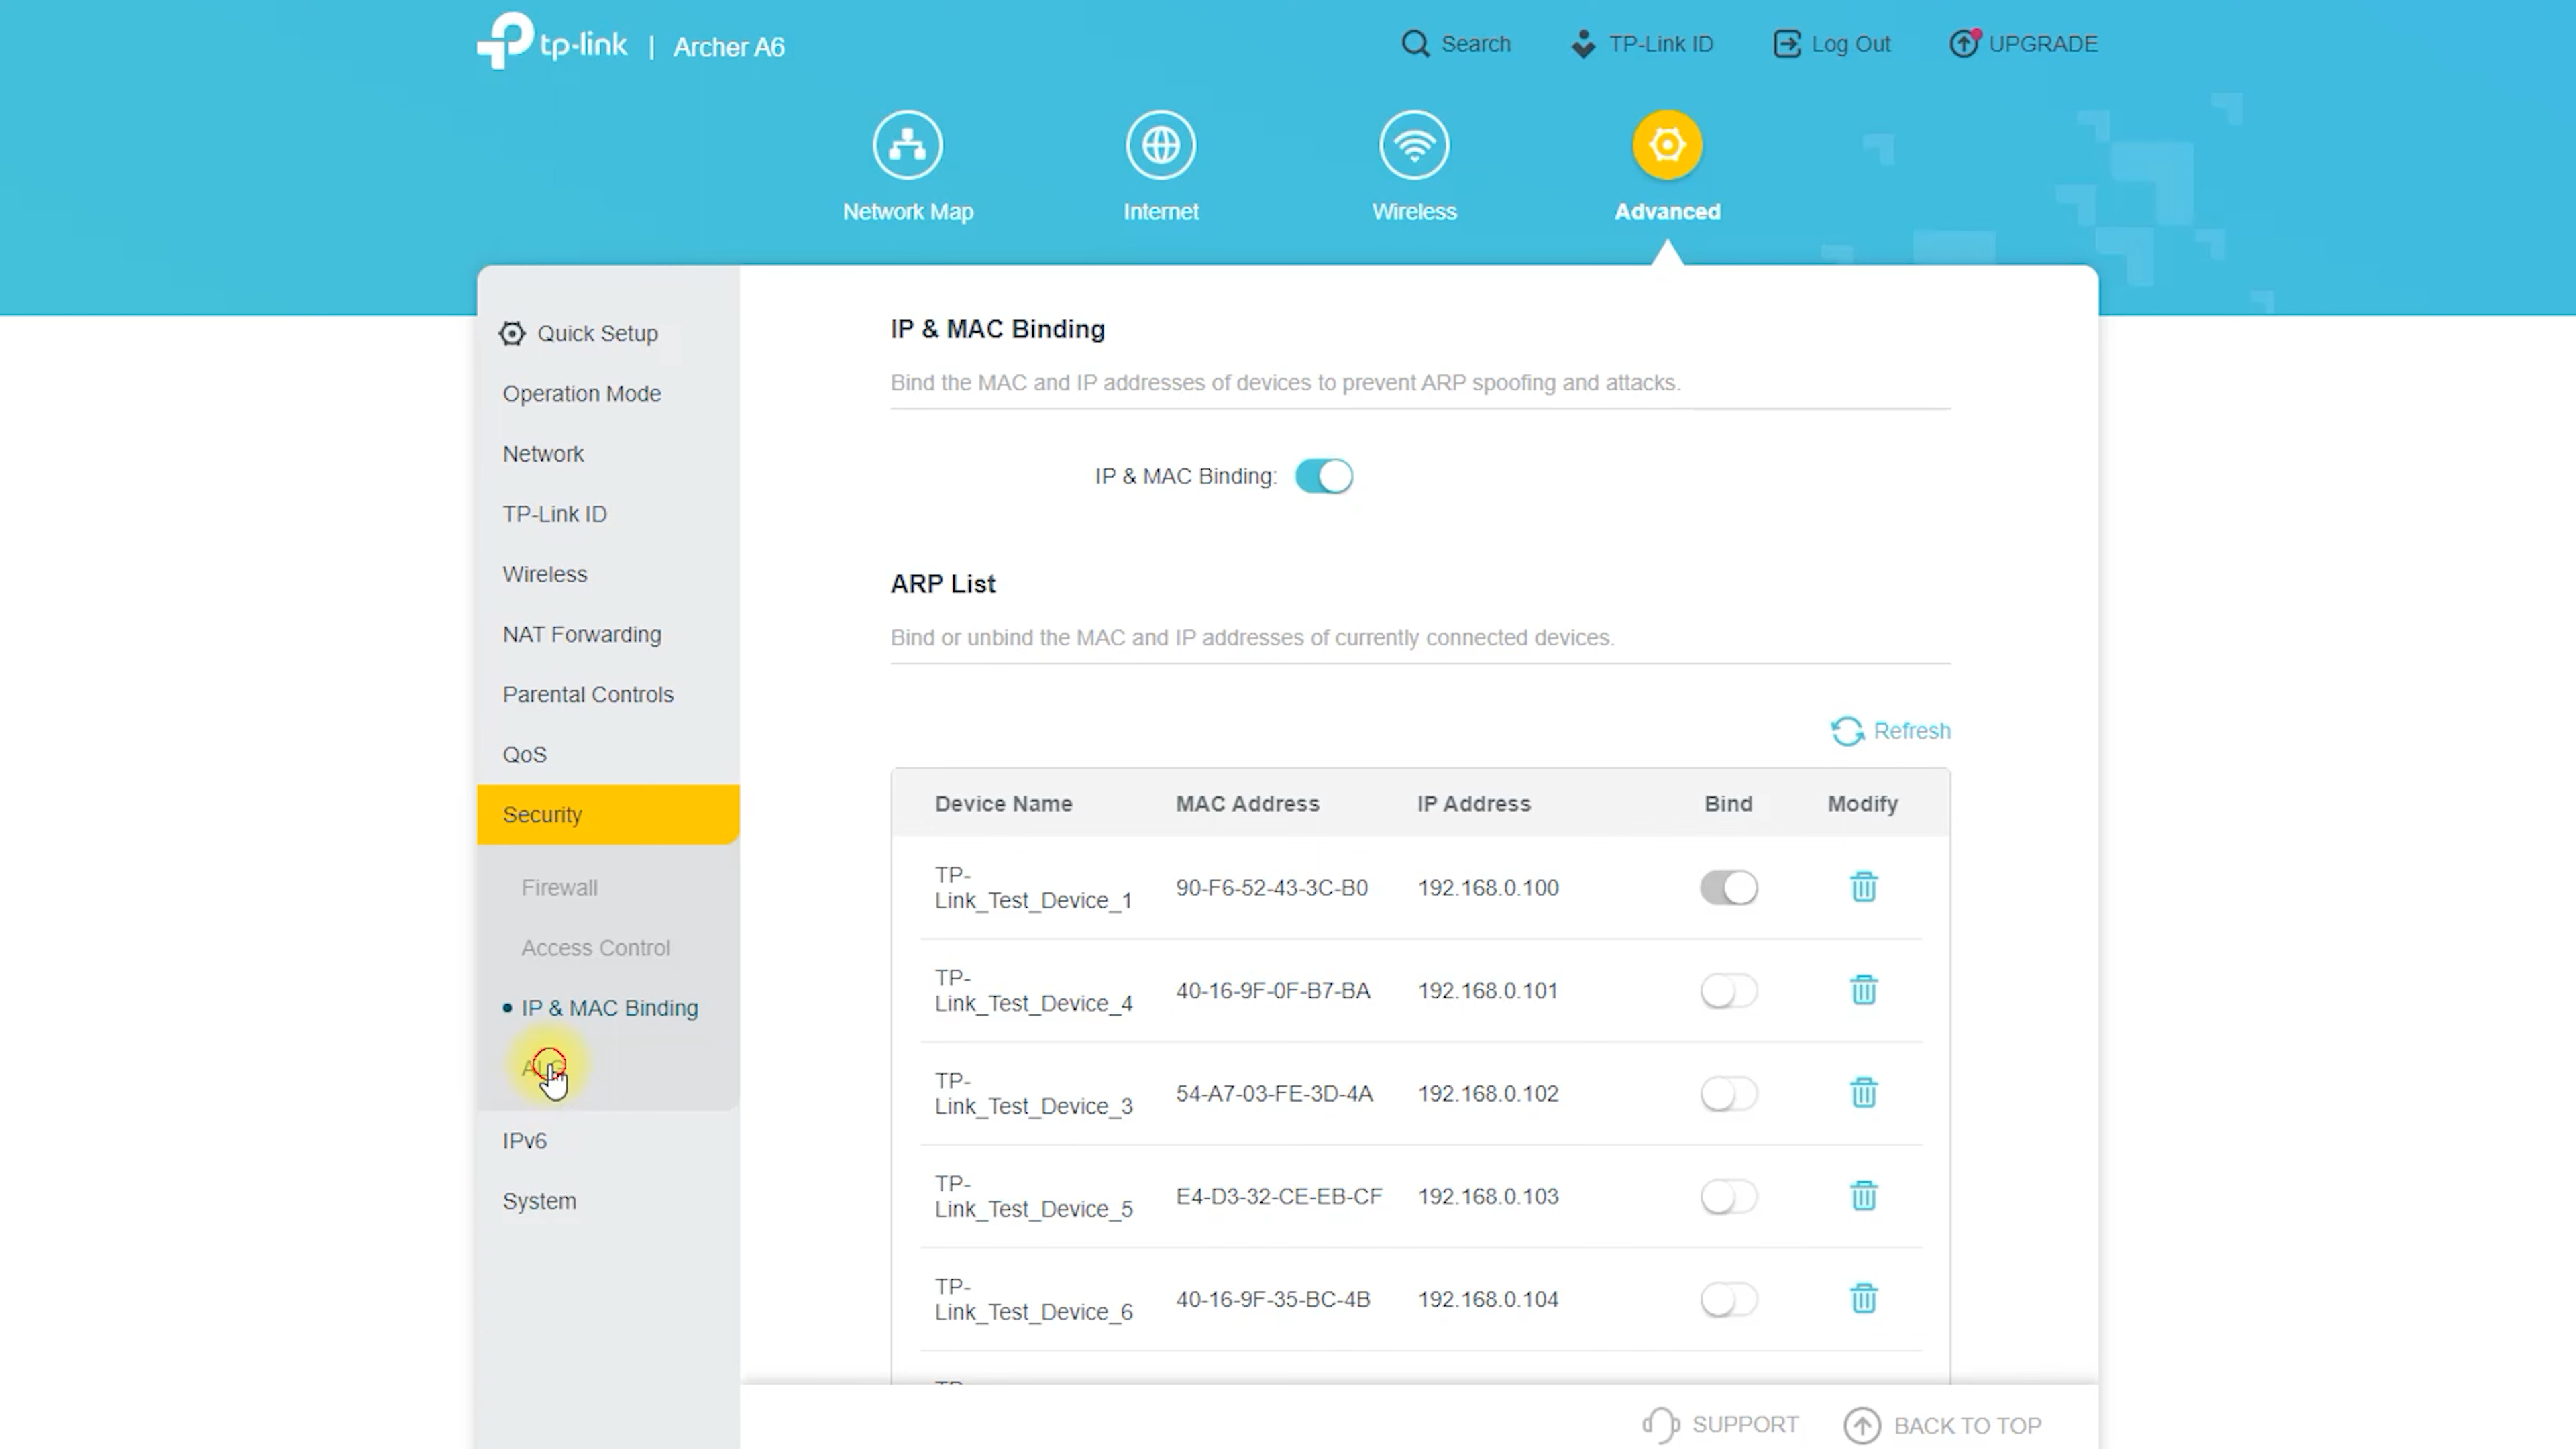 tp-link | Archer A6
Search
TP-Link ID
Log Out
UPGRADE
Network Map
Internet
Wireless
Advanced
Quick Setup
Operation Mode
Network
TP-Link ID
Wireless
NAT Forwarding
Parental Controls
QoS
Security
Firewall
Access Control
IP & MAC Binding
IPv6
System
IP & MAC Binding
Bind the MAC and IP addresses of devices to prevent ARP spoofing and attacks.
IP & MAC Binding:
ARP List
Bind or unbind the MAC and IP addresses of currently connected devices.
Refresh
Device Name MAC Address IP Address Bind Modify
TP-
Link_Test_Device_1 90-F6-52-43-3C-B0 192.168.0.100
TP-
Link_Test_Device_4 40-16-9F-0F-B7-BA 192.168.0.101
TP-
Link_Test_Device_3 54-A7-03-FE-3D-4A 192.168.0.102
TP-
Link_Test_Device_5 E4-D3-32-CE-EB-CF 192.168.0.103
TP-
Link_Test_Device_6 40-16-9F-35-BC-4B 192.168.0.104
SUPPORT
BACK TO TOP